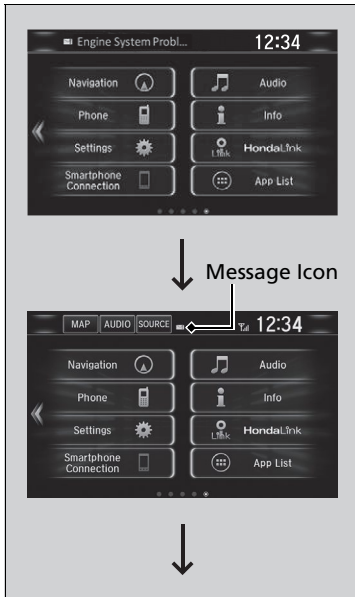 Engine System Probl... 12:34
Navigation Audio
Phone Info
Settings Link HondaLink
Smartphone Connection App List
Message Icon
MAP AUDIO SOURCE 12:34
Navigation Audio
Phone Info
Settings Link HondaLink
Smartphone Connection App List